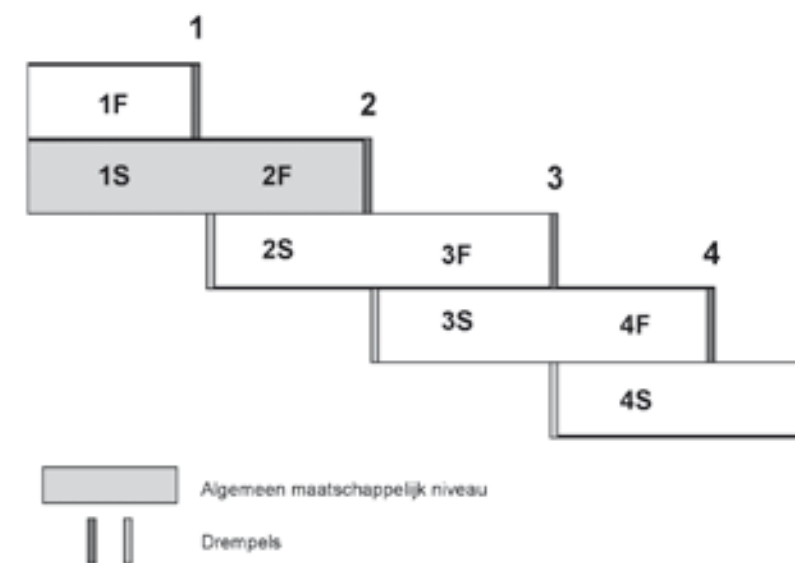 1
1F
2
1S 2F
3
2S 3F
4
3S 4F
4S
Algemeen maatschappelijk niveau
Drempels